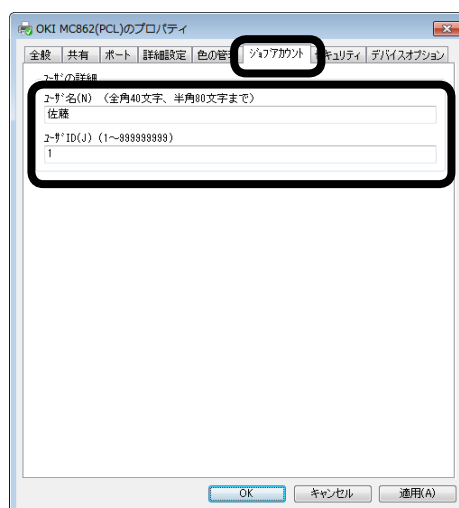 OKI MC862(PCL)のプロパティ
全般 共有 ポート 詳細設定 色の管理 ｼﾞｮﾌﾞｱｶｳﾝﾄ セキュリティ デバイスオプション
ﾕｰｻﾞの詳細
ﾕｰｻﾞ名(N) (全角40文字、半角80文字まで)
佐藤
ﾕｰｻﾞID(J) (1～999999999)
1
OK キャンセル 適用(A)